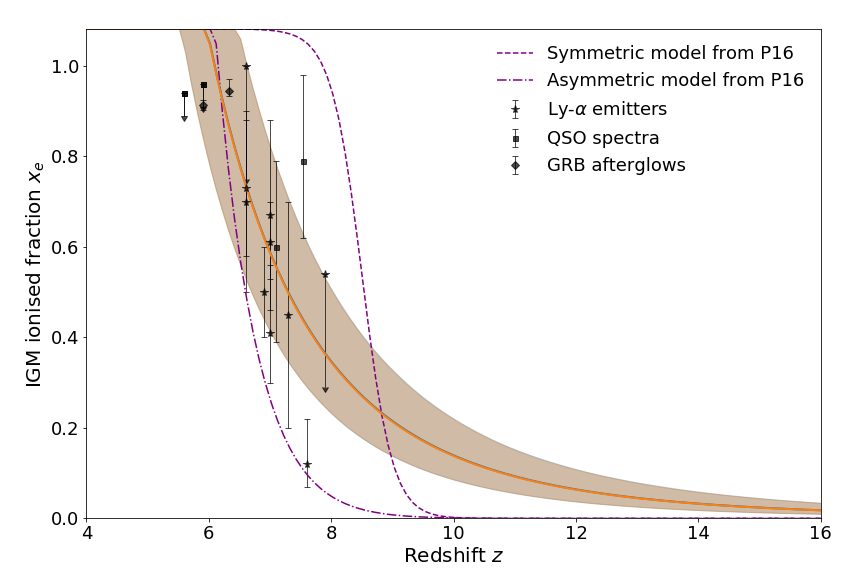 Symmetric model from P16
Asymmetric model from P16
Ly-α emitters
QSO spectra
GRB afterglows
IGM ionised fraction xₑ
1.0
0.8
0.6
0.4
0.2
0.0
4 6 8 10 12 14 16
Redshift z